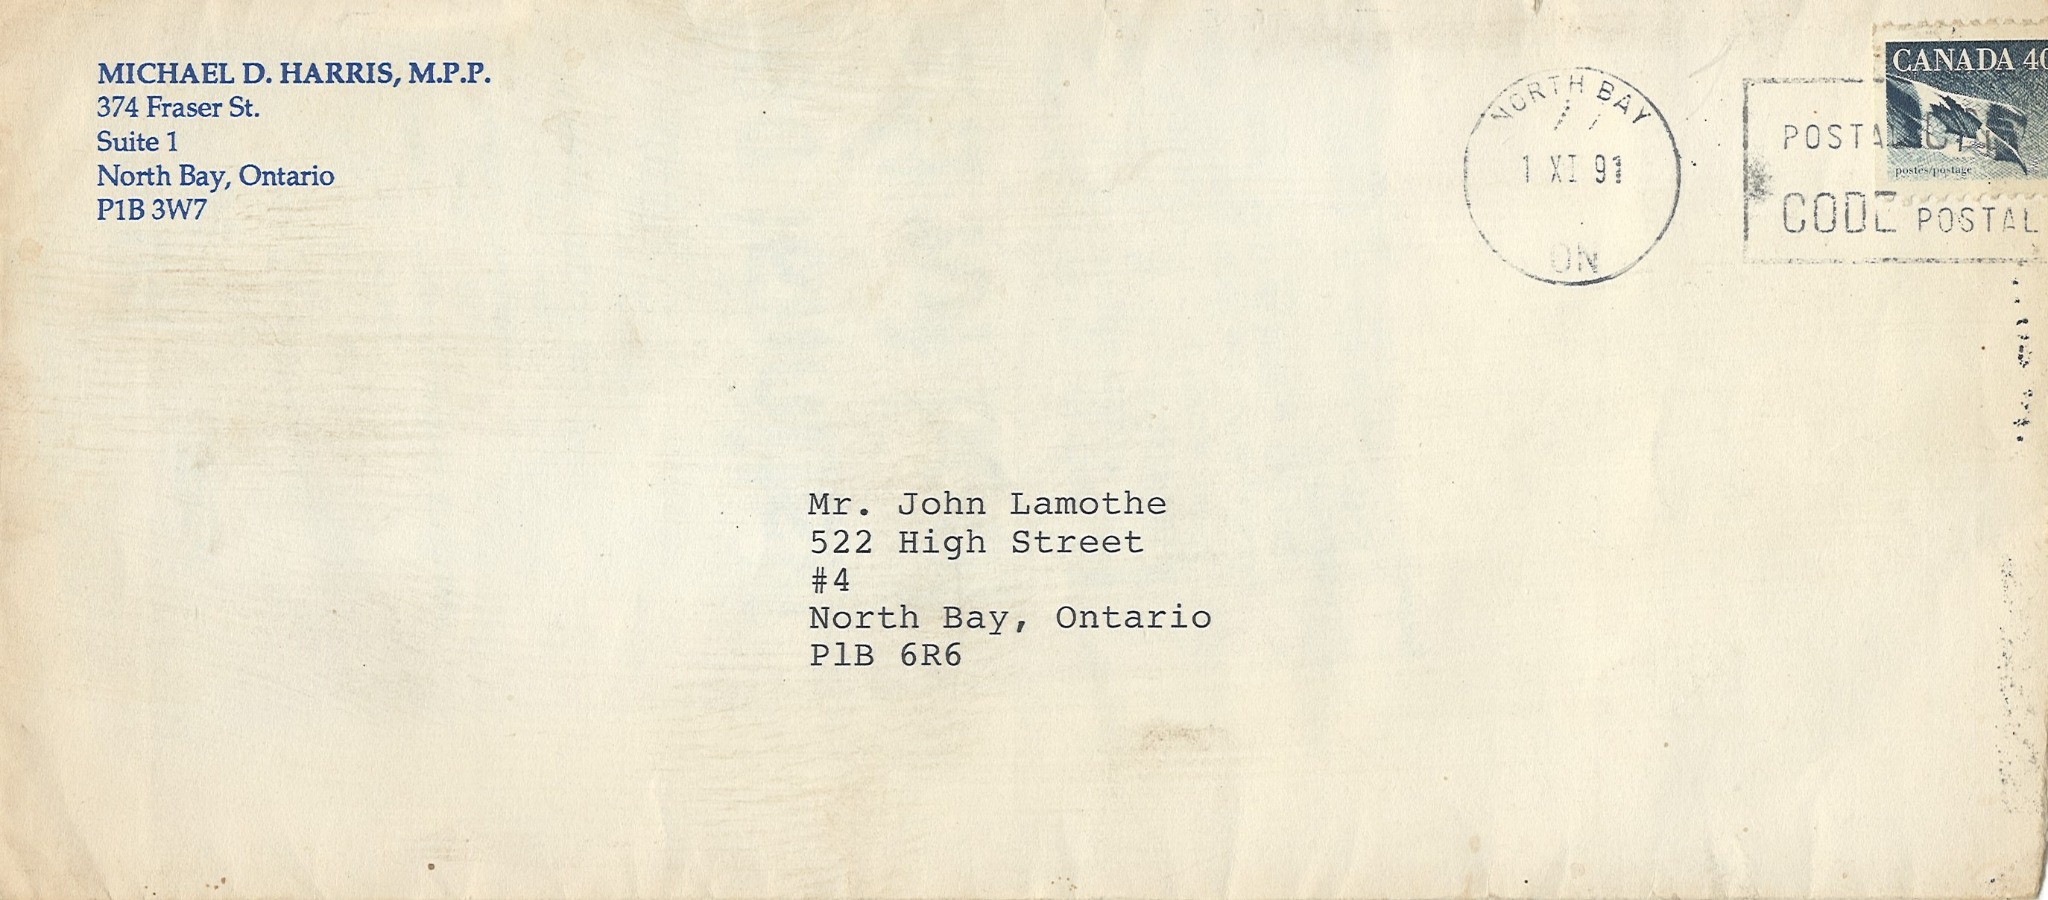 MICHAEL D. HARRIS, M.P.P.
374 Fraser St.
Suite 1
North Bay, Ontario
P1B 3W7
NORTH BAY
1 XI 91
ON
CANADA 40
postes/postage
POSTAL
CODE POSTAL
Mr. John Lamothe
522 High Street
#4
North Bay, Ontario
P1B 6R6